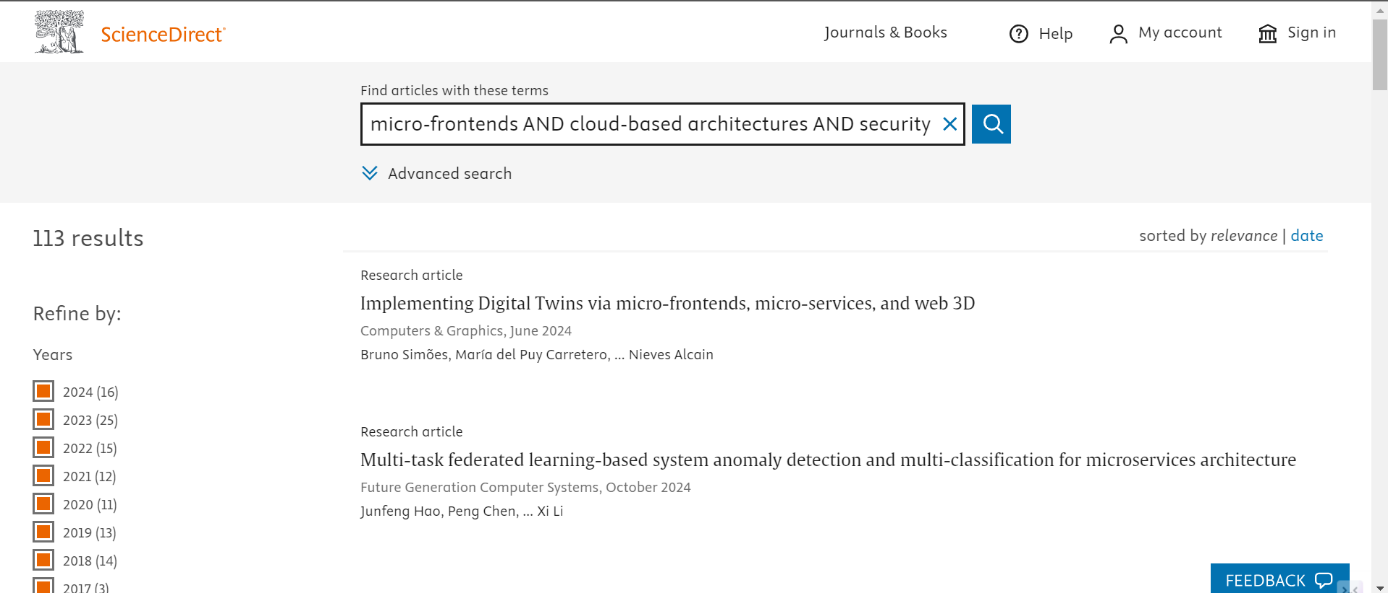 ScienceDirect
Journals & Books
Help
My account
Sign in
Find articles with these terms
micro-frontends AND cloud-based architectures AND security
Advanced search
113 results
sorted by relevance | date
Refine by:
Years
2024 (16)
2023 (25)
2022 (15)
2021 (12)
2020 (11)
2019 (13)
2018 (14)
2017 (3)
Research article
Implementing Digital Twins via micro-frontends, micro-services, and web 3D
Computers & Graphics, June 2024
Bruno Simões, María del Puy Carretero, ... Nieves Alcain
Research article
Multi-task federated learning-based system anomaly detection and multi-classification for microservices architecture
Future Generation Computer Systems, October 2024
Junfeng Hao, Peng Chen, ... Xi Li
FEEDBACK